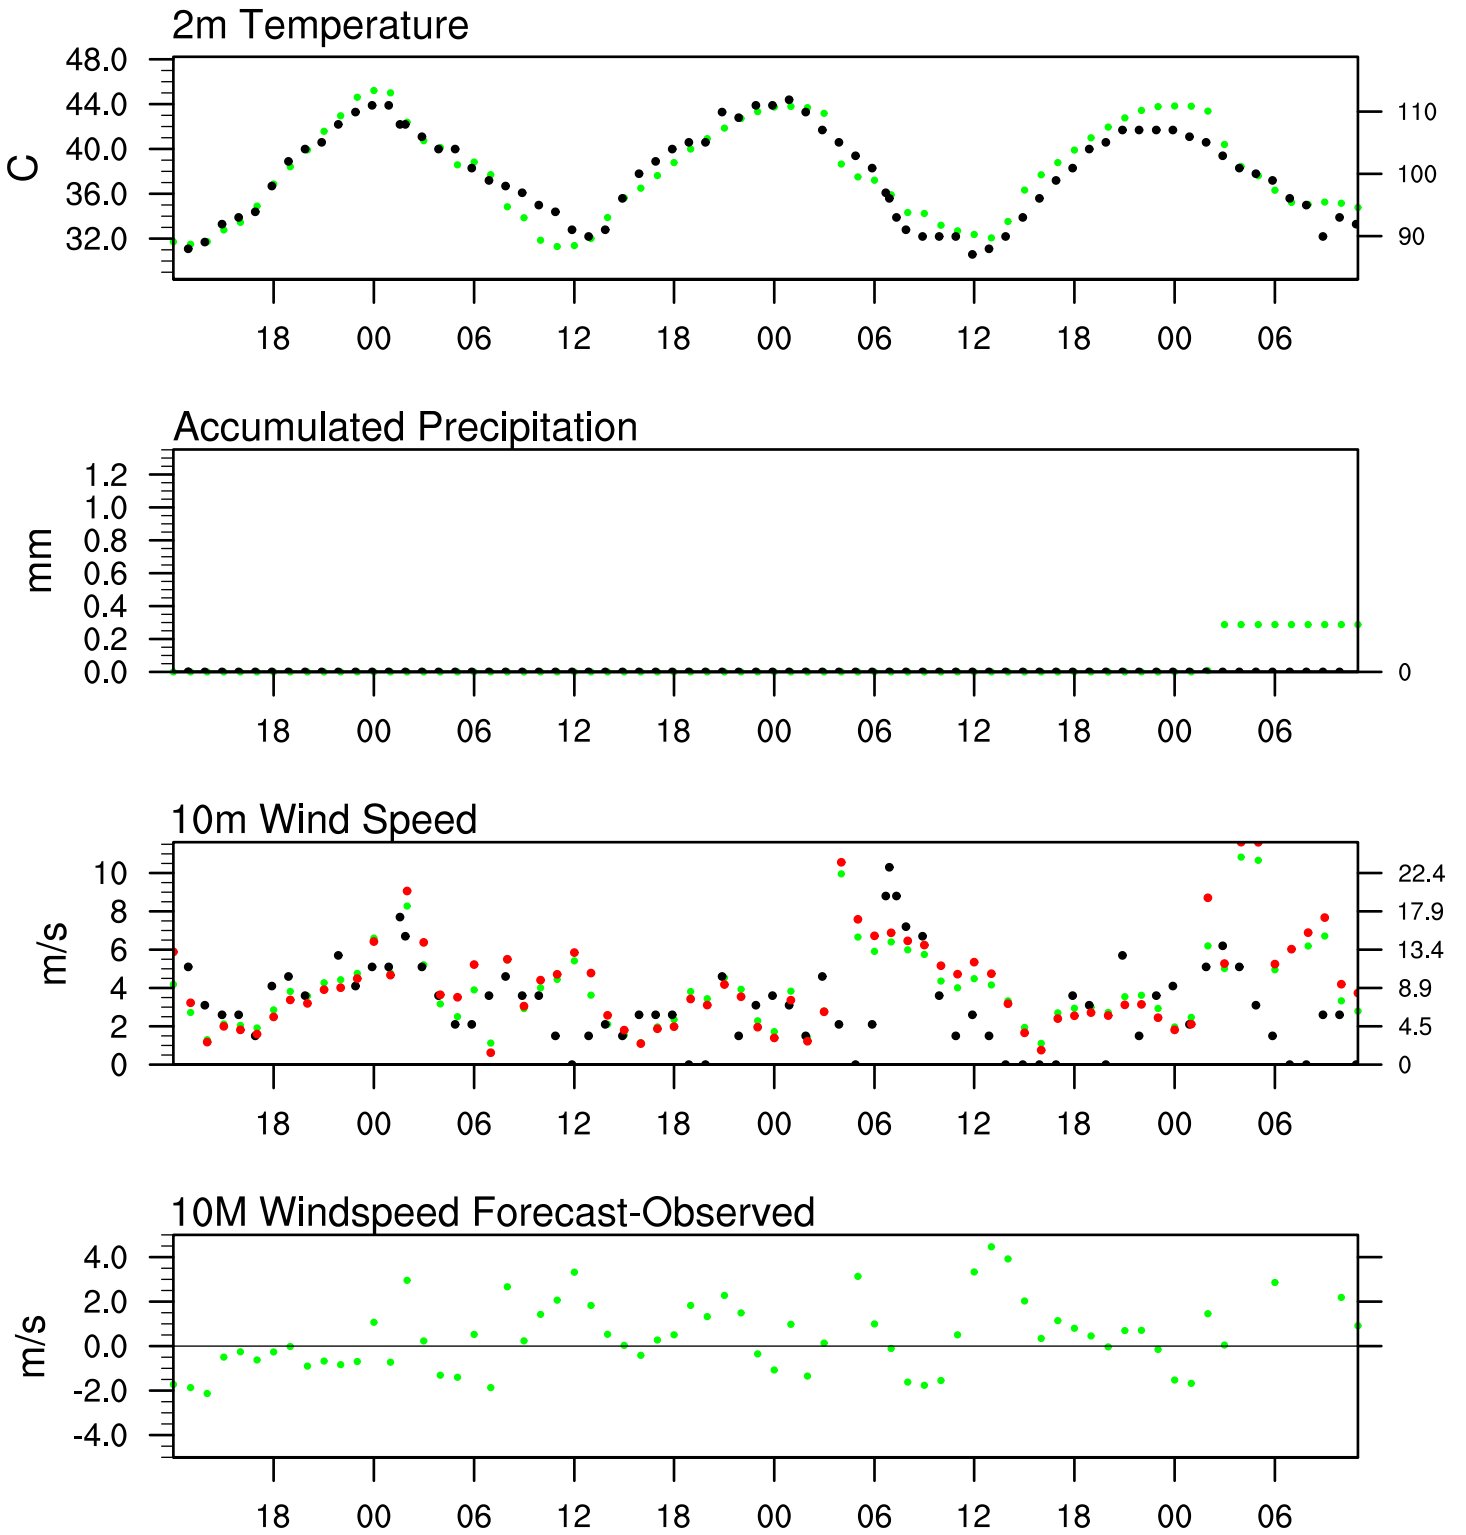 2m Temperature
48.0
44.0
40.0
36.0
32.0
C
110
100
90
18 00 06 12 18 00 06 12 18 00 06
Accumulated Precipitation
1.2
1.0
0.8
0.6
0.4
0.2
0.0
mm
0
18 00 06 12 18 00 06 12 18 00 06
10m Wind Speed
10
8
6
4
2
0
m/s
22.4
17.9
13.4
8.9
4.5
0
18 00 06 12 18 00 06 12 18 00 06
10M Windspeed Forecast-Observed
4.0
2.0
0.0
-2.0
-4.0
m/s
18 00 06 12 18 00 06 12 18 00 06